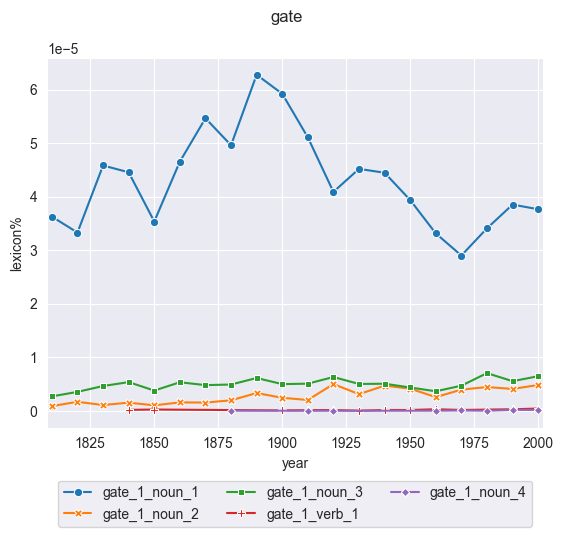 gate
1e−5
6
5
4
3
2
1
0
lexicon%
1825 1850 1875 1900 1925 1950 1975 2000
year
gate_1_noun_1 gate_1_noun_3 gate_1_noun_4
gate_1_noun_2 gate_1_verb_1